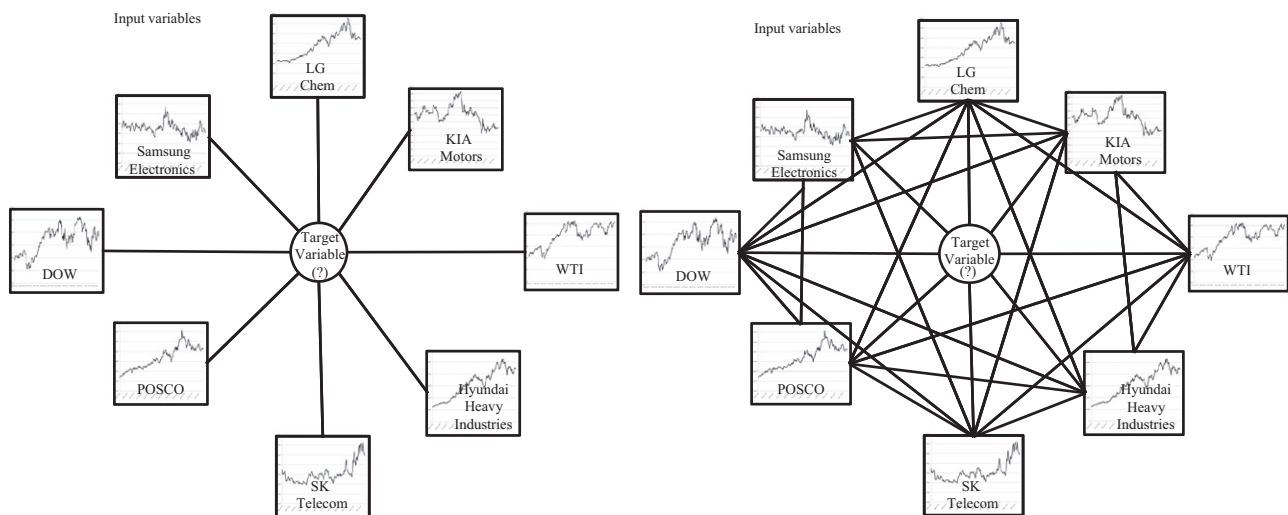 Input variables
LG
Chem
Samsung
Electronics
KIA
Motors
DOW
Target
Variable
(?)
WTI
POSCO
Hyundai
Heavy
Industries
SK
Telecom
Input variables
LG
Chem
Samsung
Electronics
KIA
Motors
DOW
Target
Variable
(?)
WTI
POSCO
Hyundai
Heavy
Industries
SK
Telecom